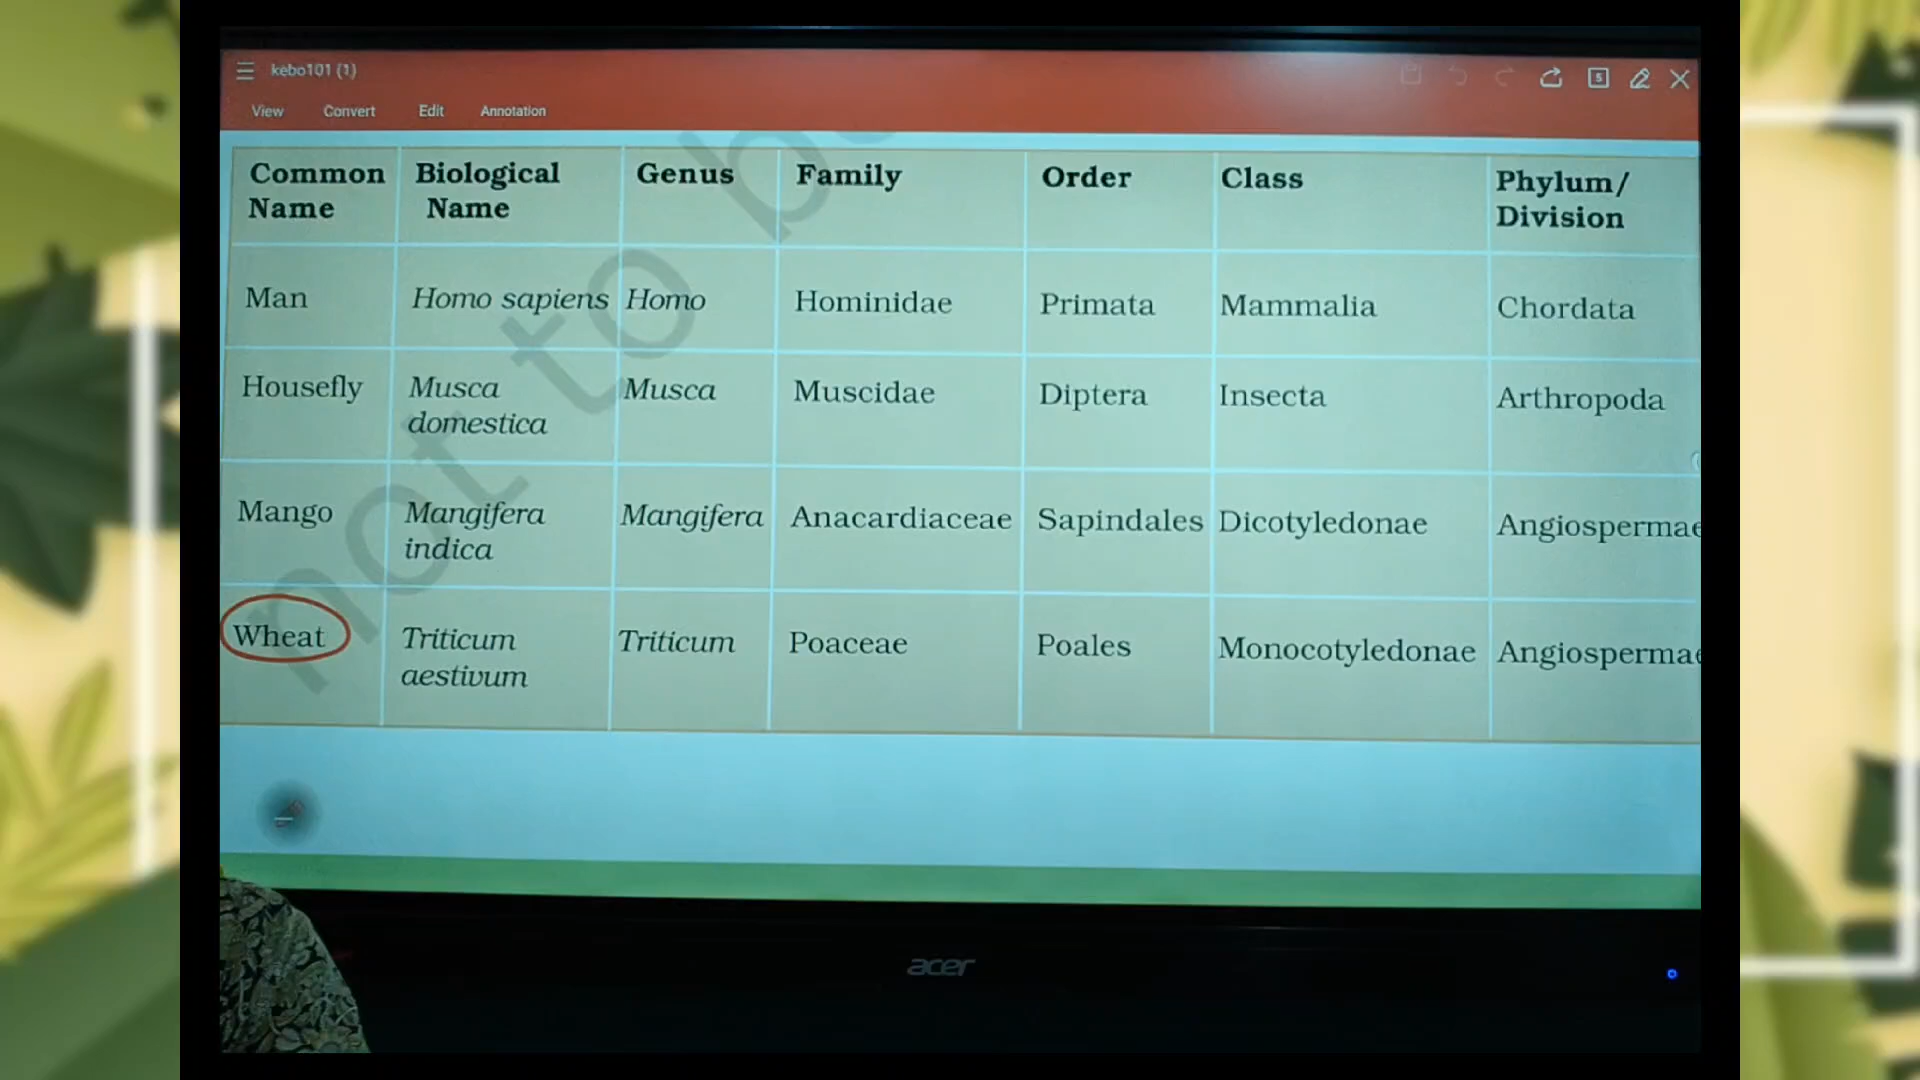 kebo101 (1)
View Convert Edit Annotation
Common Name Biological Name Genus Family Order Class Phylum/ Division
Man Homo sapiens Homo Hominidae Primata Mammalia Chordata
Housefly Musca domestica Musca Muscidae Diptera Insecta Arthropoda
Mango Mangifera indica Mangifera Anacardiaceae Sapindales Dicotyledonae Angiospermae
Wheat Triticum aestivum Triticum Poaceae Poales Monocotyledonae Angiospermae
not to b
acer